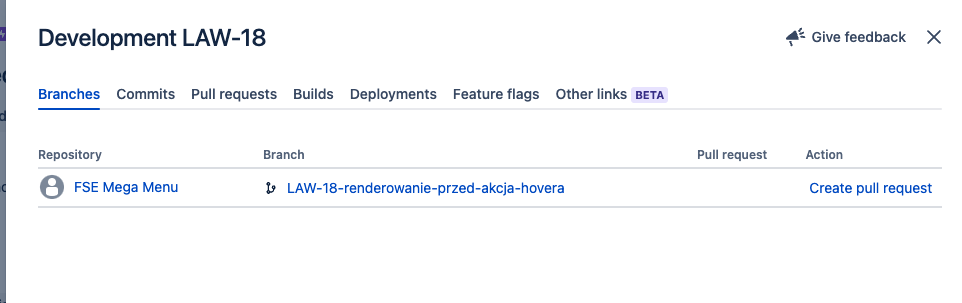 Development LAW-18
Give feedback
Branches Commits Pull requests Builds Deployments Feature flags Other links BETA
Repository Branch Pull request Action
FSE Mega Menu LAW-18-renderowanie-przed-akcja-hovera Create pull request